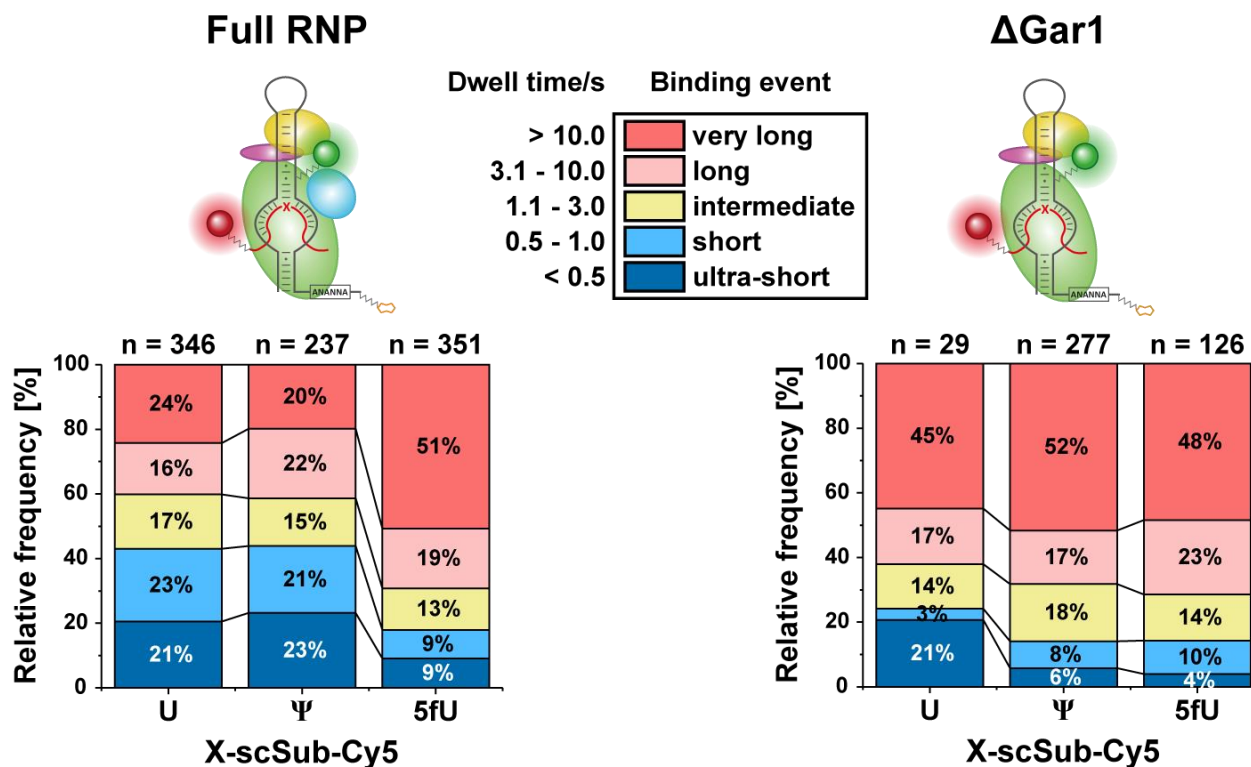 Full RNP
ΔGar1
Dwell time/s Binding event
> 10.0 very long
3.1 - 10.0 long
1.1 - 3.0 intermediate
0.5 - 1.0 short
< 0.5 ultra-short
X
ANANNA
X
ANANNA
n = 346 n = 237 n = 351
Relative frequency [%]
100
80
60
40
20
0
24% 20% 51%
16% 22% 19%
17% 15% 13%
23% 21% 9%
21% 23% 9%
U Ψ 5fU
X-scSub-Cy5
n = 29 n = 277 n = 126
Relative frequency [%]
100
80
60
40
20
0
45% 52% 48%
17% 17% 23%
14% 18% 14%
3% 8% 10%
21% 6% 4%
U Ψ 5fU
X-scSub-Cy5